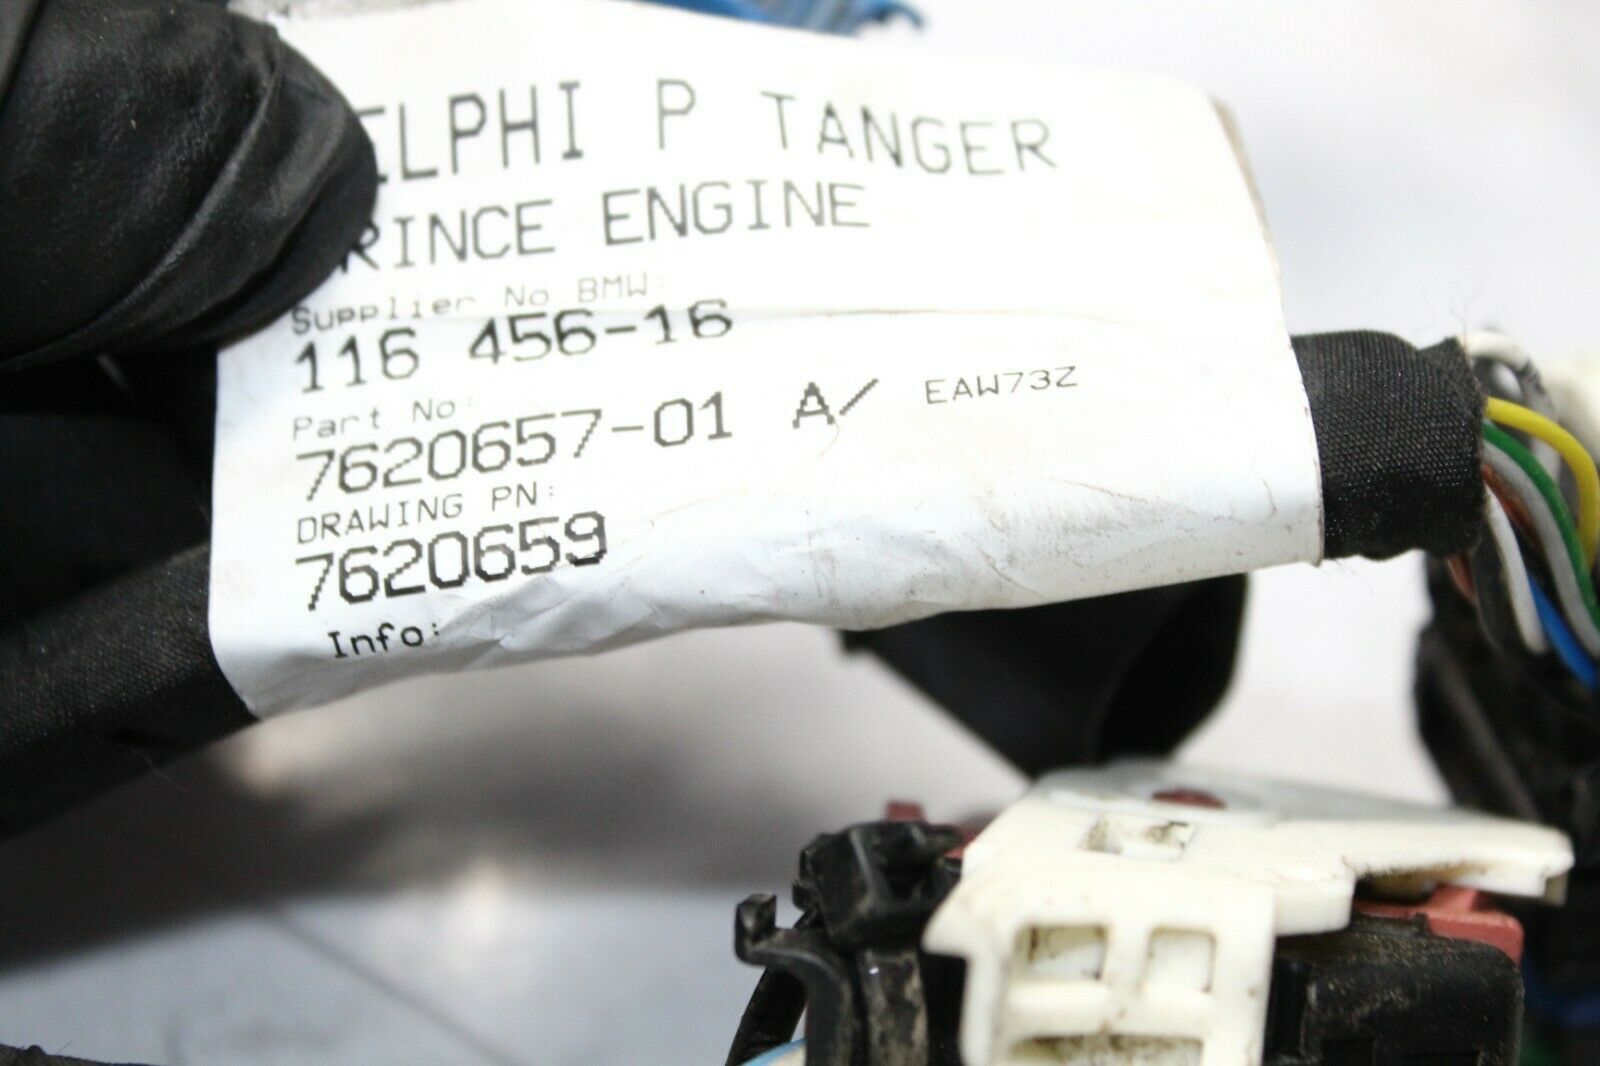 ELPHI P TANGER
RINCE ENGINE
Supplier No BMW:
116 456-16
Part No:
7620657-01 A/ EAW73Z
DRAWING PN:
7620659
Info: